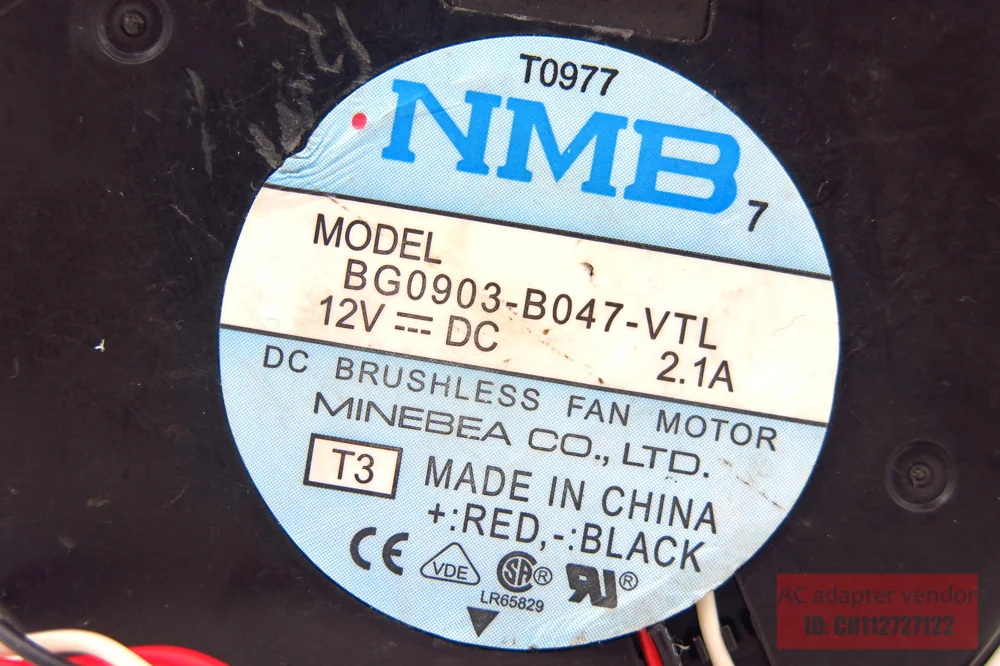 T0977
NMB
7
MODEL
BG0903-B047-VTL
12V ⎓ DC 2.1A
DC BRUSHLESS FAN MOTOR
MINEBEA CO., LTD.
T3
MADE IN CHINA
+:RED,-:BLACK
CE VDE SA® RU®
LR65829
AC adapter vendor
ID: CN112727122